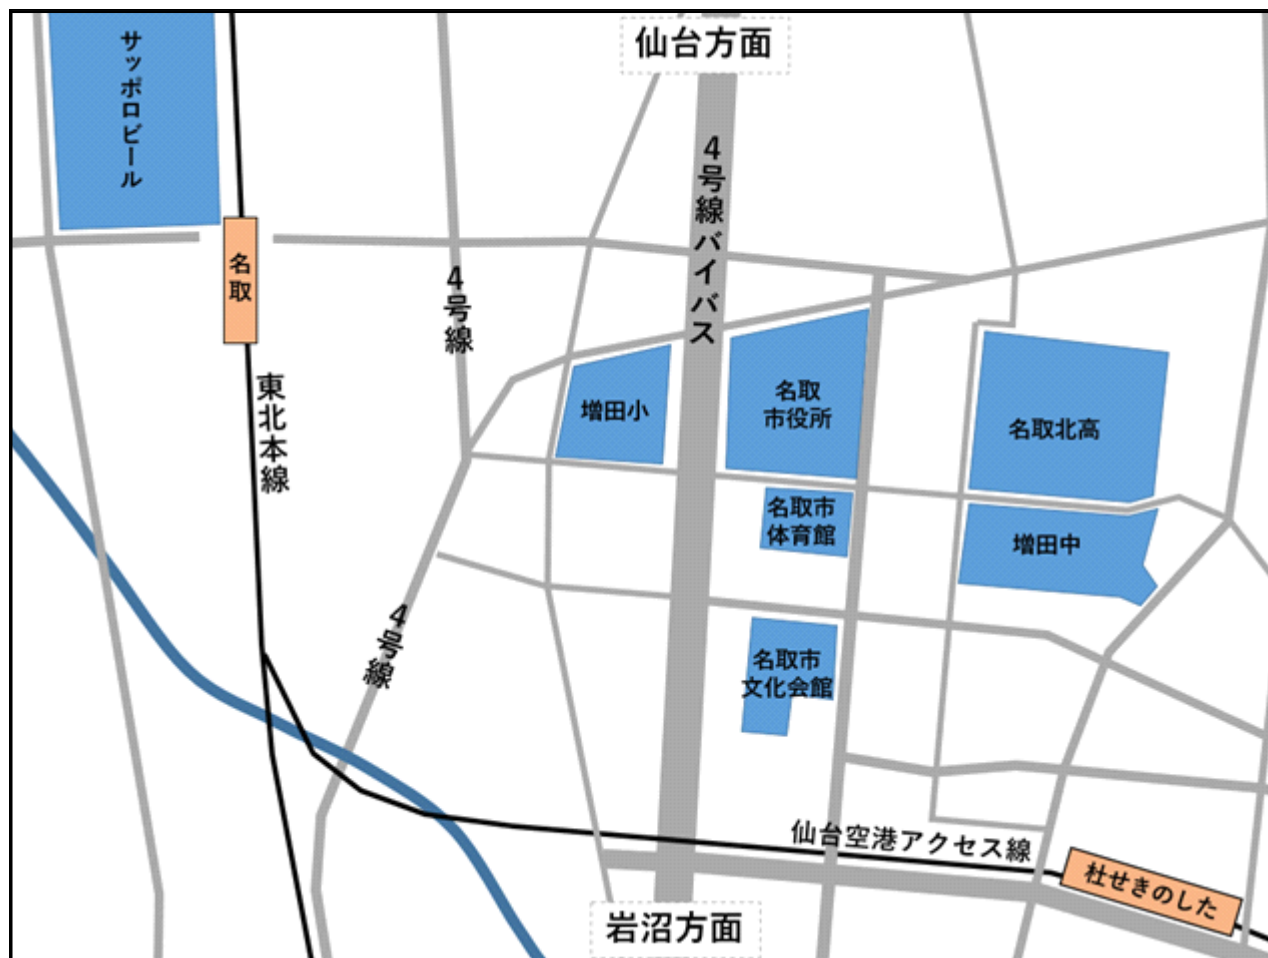 仙台方面
サッポロビール
4号線バイパス
名取
4号線
東北本線
増田小
名取
市役所
名取北高
名取市
体育館
増田中
4号線
名取市
文化会館
仙台空港アクセス線
杜せきのした
岩沼方面